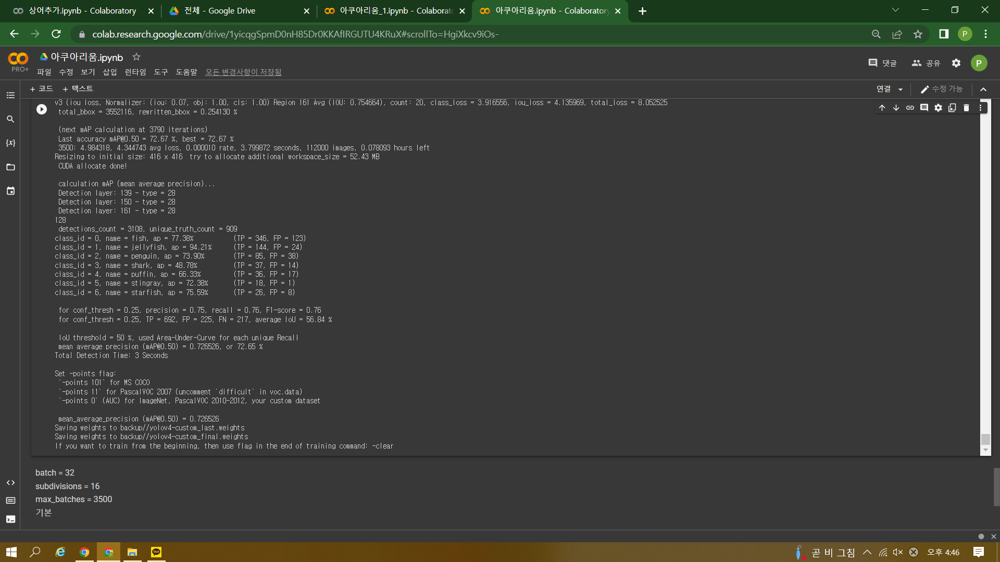 상어추가.ipynb - Colaboratory
전체 - Google Drive
아쿠아리움_1.ipynb - Colaborato
아쿠아리움.ipynb - Colaboratory
colab.research.google.com/drive/1yicqgSpmD0nH85Dr0KKAfIRGUTU4KRuX#scrollTo=HgiXkcv9iOs-
P
PRO+
아쿠아리움.ipynb
파일 수정 보기 삽입 런타임 도구 도움말 모든 변경사항이 저장됨
댓글
공유
P
+ 코드 + 텍스트
연결
수정 가능
{x}
v3 (iou loss, Normalizer: (iou: 0.07, obj: 1.00, cls: 1.00) Region 161 Avg (IOU: 0.754664), count: 20, class_loss = 3.916556, iou_loss = 4.135969, total_loss = 8.052525
total_bbox = 3552116, rewritten_bbox = 0.254130 %
(next mAP calculation at 3790 iterations)
Last accuracy mAP@0.50 = 72.67 %, best = 72.67 %
3500: 4.984318, 4.344743 avg loss, 0.000010 rate, 3.799872 seconds, 112000 images, 0.078093 hours left
Resizing to initial size: 416 x 416  try to allocate additional workspace_size = 52.43 MB
CUDA allocate done!
calculation mAP (mean average precision)...
Detection layer: 139 - type = 28
Detection layer: 150 - type = 28
Detection layer: 161 - type = 28
128
detections_count = 3108, unique_truth_count = 909
class_id = 0, name = fish, ap = 77.38% (TP = 346, FP = 123)
class_id = 1, name = jellyfish, ap = 94.21% (TP = 144, FP = 24)
class_id = 2, name = penguin, ap = 73.90% (TP = 85, FP = 38)
class_id = 3, name = shark, ap = 48.78% (TP = 37, FP = 14)
class_id = 4, name = puffin, ap = 66.33% (TP = 36, FP = 17)
class_id = 5, name = stingray, ap = 72.38% (TP = 18, FP = 1)
class_id = 6, name = starfish, ap = 75.59% (TP = 26, FP = 8)
for conf_thresh = 0.25, precision = 0.75, recall = 0.76, F1-score = 0.76
for conf_thresh = 0.25, TP = 692, FP = 225, FN = 217, average IoU = 56.84 %
IoU threshold = 50 %, used Area-Under-Curve for each unique Recall
mean average precision (mAP@0.50) = 0.726526, or 72.65 %
Total Detection Time: 3 Seconds
Set -points flag:
`-points 101` for MS COCO
`-points 11` for PascalVOC 2007 (uncomment `difficult` in voc.data)
`-points 0` (AUC) for ImageNet, PascalVOC 2010-2012, your custom dataset
mean_average_precision (mAP@0.50) = 0.726526
Saving weights to backup//yolov4-custom_last.weights
Saving weights to backup//yolov4-custom_final.weights
If you want to train from the beginning, then use flag in the end of training command: -clear
batch = 32
subdivisions = 16
max_batches = 3500
기본
TALK
곧 비 그침
오후 4:46